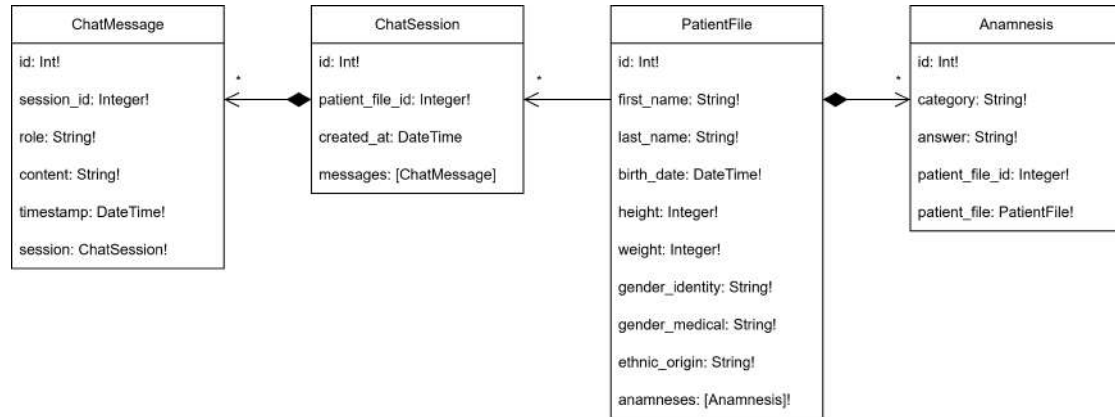 ChatMessage
id: Int!
session_id: Integer!
role: String!
content: String!
timestamp: DateTime!
session: ChatSession!
*
ChatSession
id: Int!
patient_file_id: Integer!
created_at: DateTime
messages: [ChatMessage]
*
PatientFile
id: Int!
first_name: String!
last_name: String!
birth_date: DateTime!
height: Integer!
weight: Integer!
gender_identity: String!
gender_medical: String!
ethnic_origin: String!
anamneses: [Anamnesis]!
*
Anamnesis
id: Int!
category: String!
answer: String!
patient_file_id: Integer!
patient_file: PatientFile!